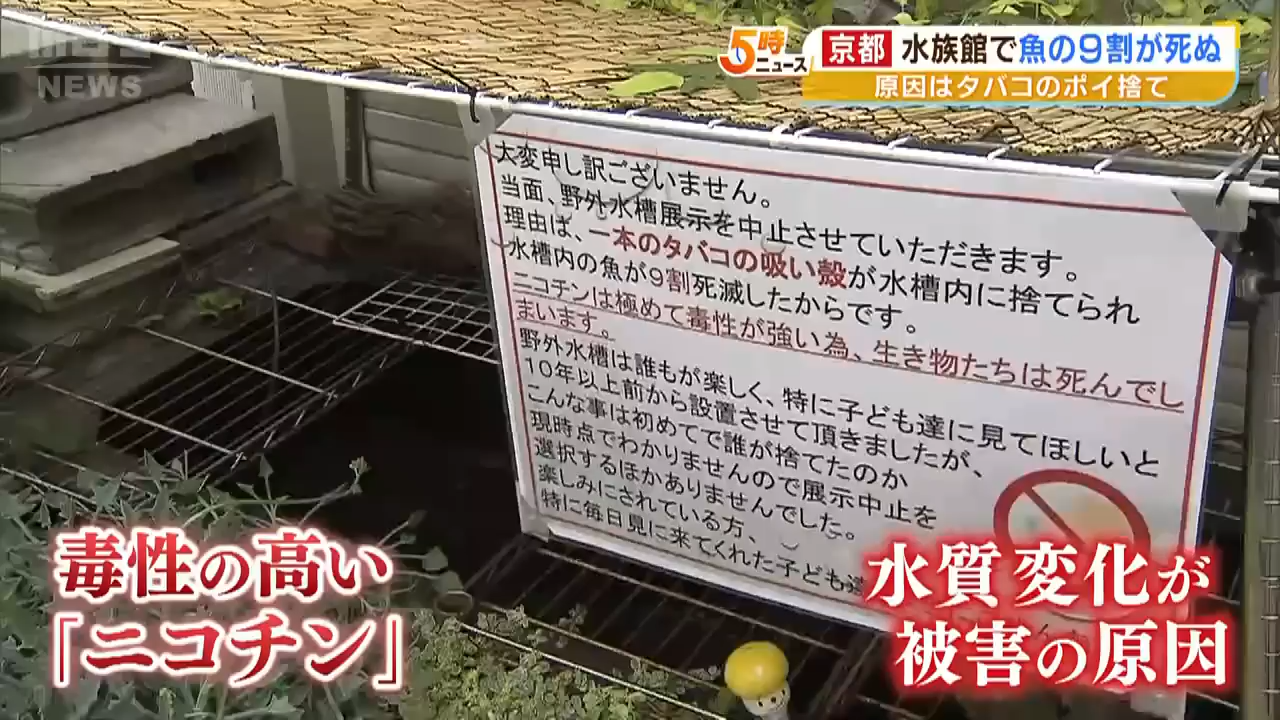 NEWS
5時ニュース
京都 水族館で魚の9割が死ぬ
原因はタバコのポイ捨て
大変申し訳ございません。
当面、野外水槽展示を中止させていただきます。
理由は、一本のタバコの吸い殻が水槽内に捨てられ
水槽内の魚が9割死滅したからです。
ニコチンは極めて毒性が強い為、生き物たちは死んでし
まいます。
野外水槽は誰もが楽しく、特に子ども達に見てほしいと
10年以上前から設置させて頂きましたが、
こんな事は初めてで誰が捨てたのか
現時点でわかりませんので展示中止を
選択するほかありませんでした。
楽しみにされている方、
特に毎日見に来てくれた子ども達
毒性の高い
「ニコチン」
水質変化が
被害の原因